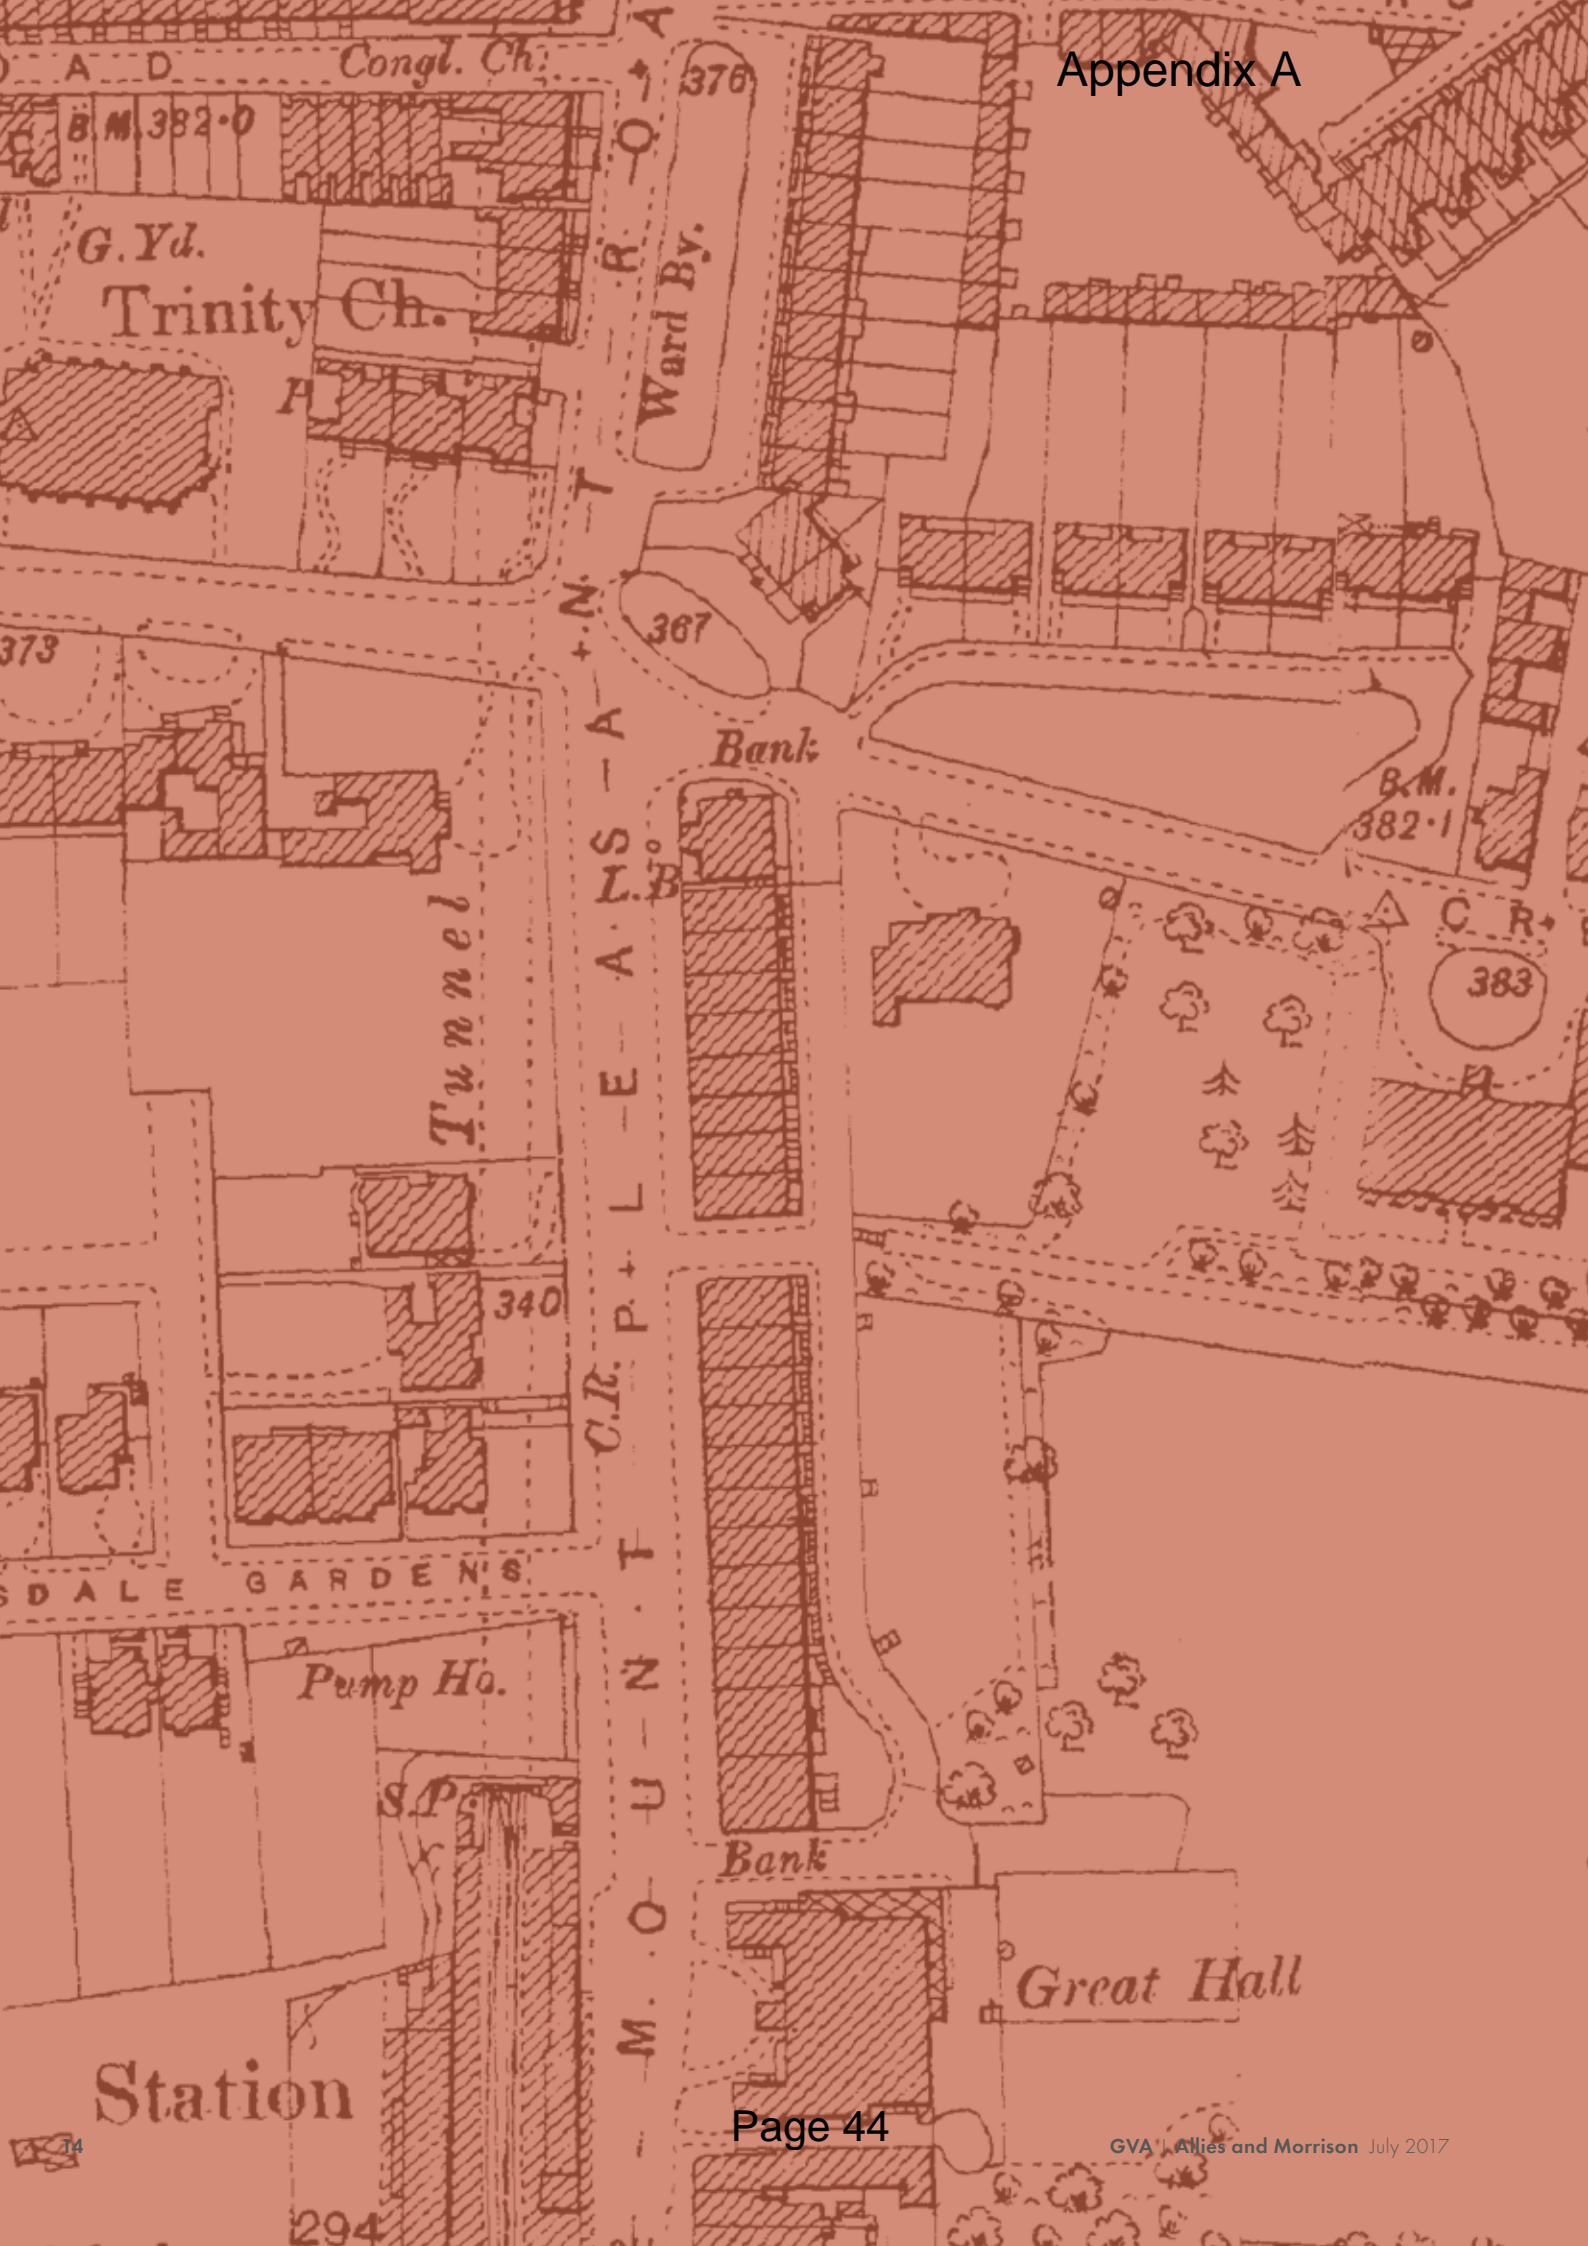 Appendix A
O A D
Congl. Ch.
376
B.M. 382·0
G. Yd.
Trinity Ch.
Ward By.
P
367
373
Bank
B.M.
382·1
L.B
C R
383
Tunnel
340
C.R.
MOUNT PLEASANT ROA
SDALE GARDENS
Pump Ho.
S.P.
Bank
Great Hall
Station
Page 44
14
GVA | Allies and Morrison July 2017
294